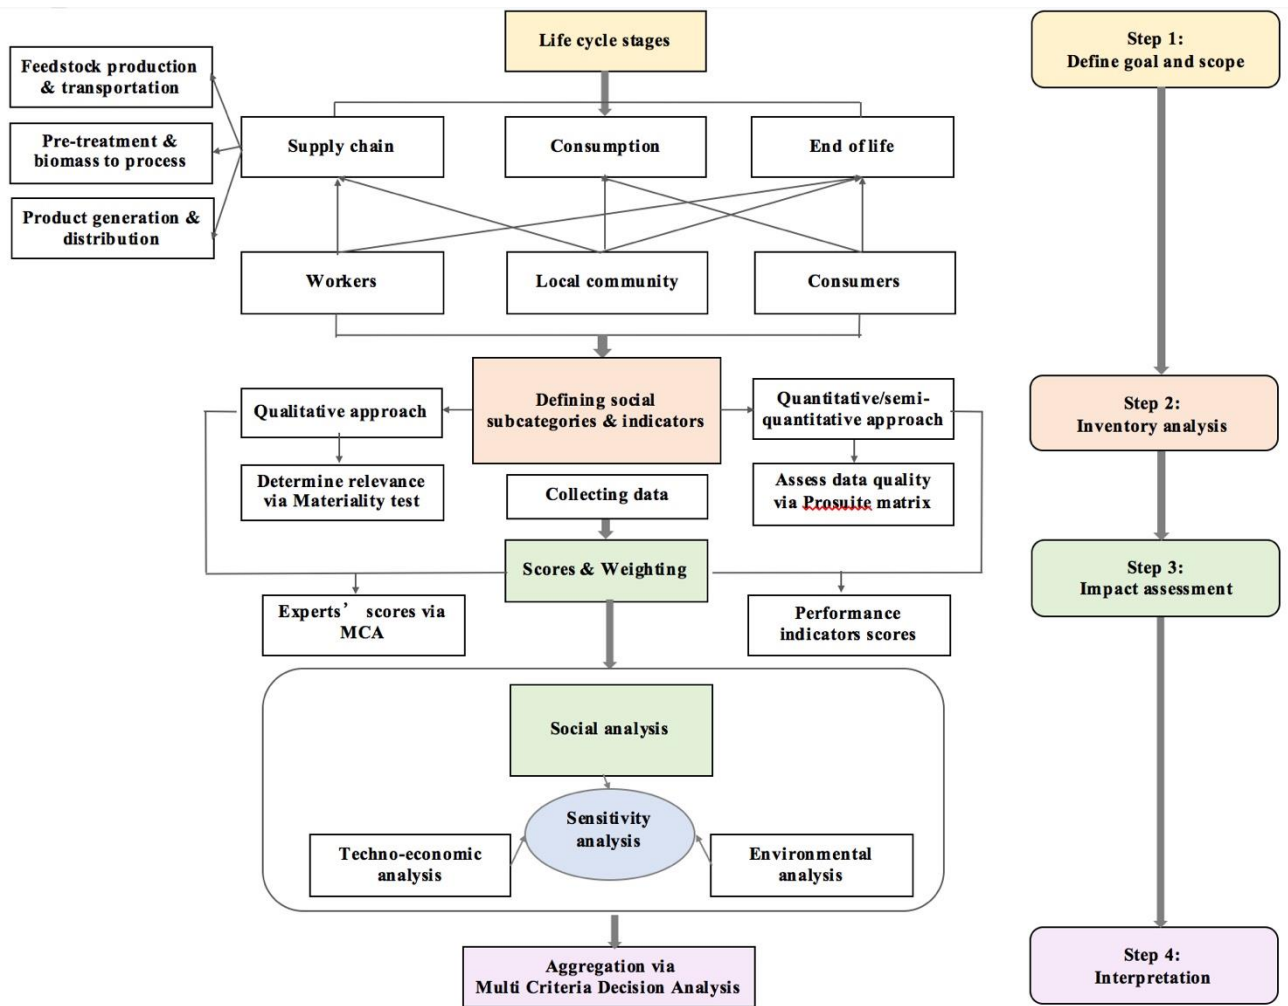 Life cycle stages
Step 1:
Define goal and scope
Feedstock production
& transportation
Pre-treatment &
biomass to process
Product generation &
distribution
Supply chain
Consumption
End of life
Workers
Local community
Consumers
Defining social
subcategories & indicators
Qualitative approach
Quantitative/semi-
quantitative approach
Step 2:
Inventory analysis
Determine relevance
via Materiality test
Collecting data
Assess data quality
via Prosuite matrix
Scores & Weighting
Step 3:
Impact assessment
Experts’ scores via
MCA
Performance
indicators scores
Social analysis
Sensitivity
analysis
Techno-economic
analysis
Environmental
analysis
Aggregation via
Multi Criteria Decision Analysis
Step 4:
Interpretation